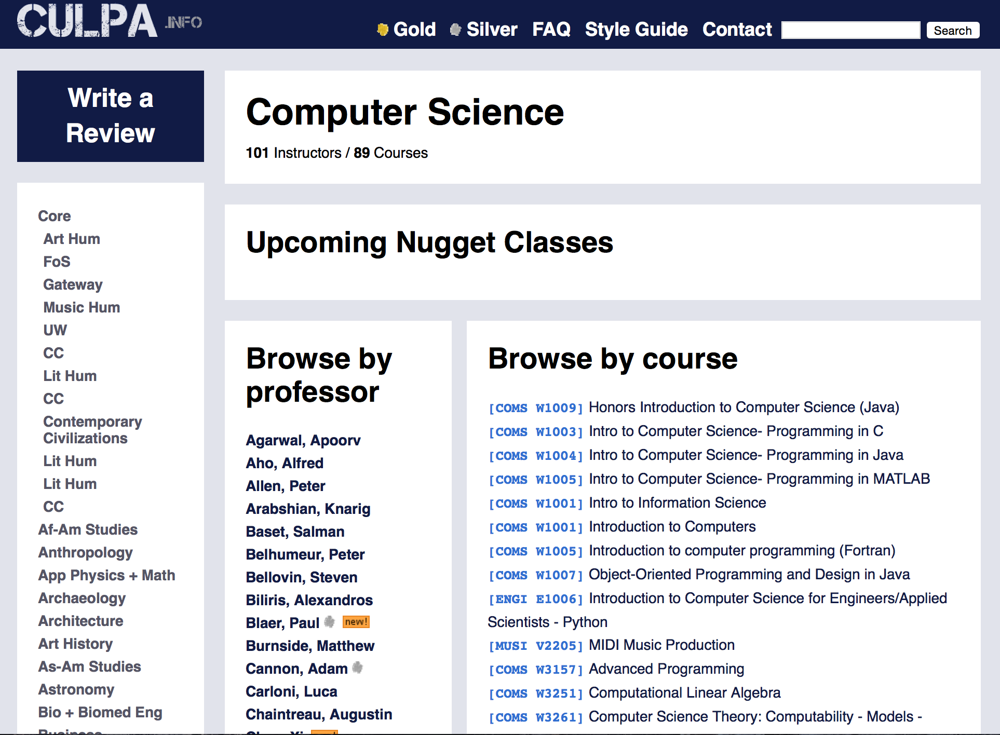 CULPA .INFO
Gold Silver FAQ Style Guide Contact Search
Write a
Review
Core
Art Hum
FoS
Gateway
Music Hum
UW
CC
Lit Hum
CC
Contemporary
Civilizations
Lit Hum
Lit Hum
CC
Af-Am Studies
Anthropology
App Physics + Math
Archaeology
Architecture
Art History
As-Am Studies
Astronomy
Bio + Biomed Eng
Business
Computer Science
101 Instructors / 89 Courses
Upcoming Nugget Classes
Browse by
professor
Agarwal, Apoorv
Aho, Alfred
Allen, Peter
Arabshian, Knarig
Baset, Salman
Belhumeur, Peter
Bellovin, Steven
Biliris, Alexandros
Blaer, Paul new!
Burnside, Matthew
Cannon, Adam
Carloni, Luca
Chaintreau, Augustin
Browse by course
[COMS W1009] Honors Introduction to Computer Science (Java)
[COMS W1003] Intro to Computer Science- Programming in C
[COMS W1004] Intro to Computer Science- Programming in Java
[COMS W1005] Intro to Computer Science- Programming in MATLAB
[COMS W1001] Intro to Information Science
[COMS W1001] Introduction to Computers
[COMS W1005] Introduction to computer programming (Fortran)
[COMS W1007] Object-Oriented Programming and Design in Java
[ENGI E1006] Introduction to Computer Science for Engineers/Applied
Scientists - Python
[MUSI V2205] MIDI Music Production
[COMS W3157] Advanced Programming
[COMS W3251] Computational Linear Algebra
[COMS W3261] Computer Science Theory: Computability - Models -